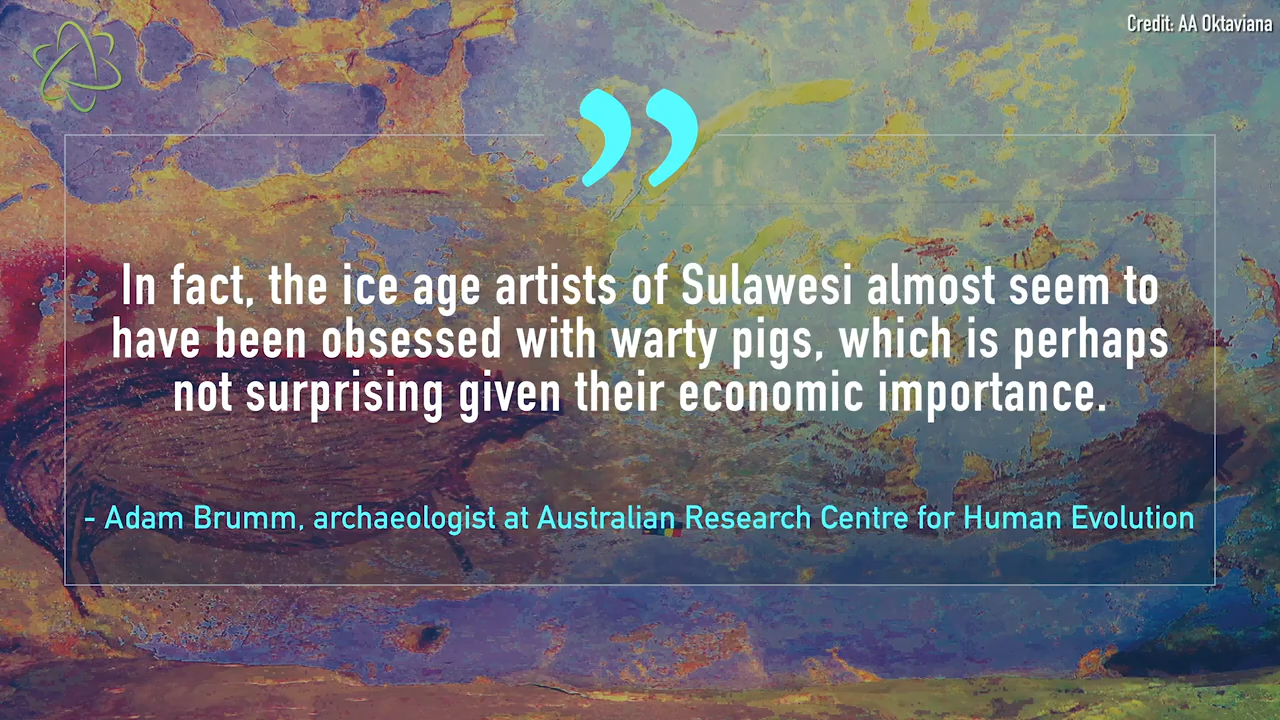 Credit: AA Oktaviana
”
In fact, the ice age artists of Sulawesi almost seem to
have been obsessed with warty pigs, which is perhaps
not surprising given their economic importance.
- Adam Brumm, archaeologist at Australian Research Centre for Human Evolution